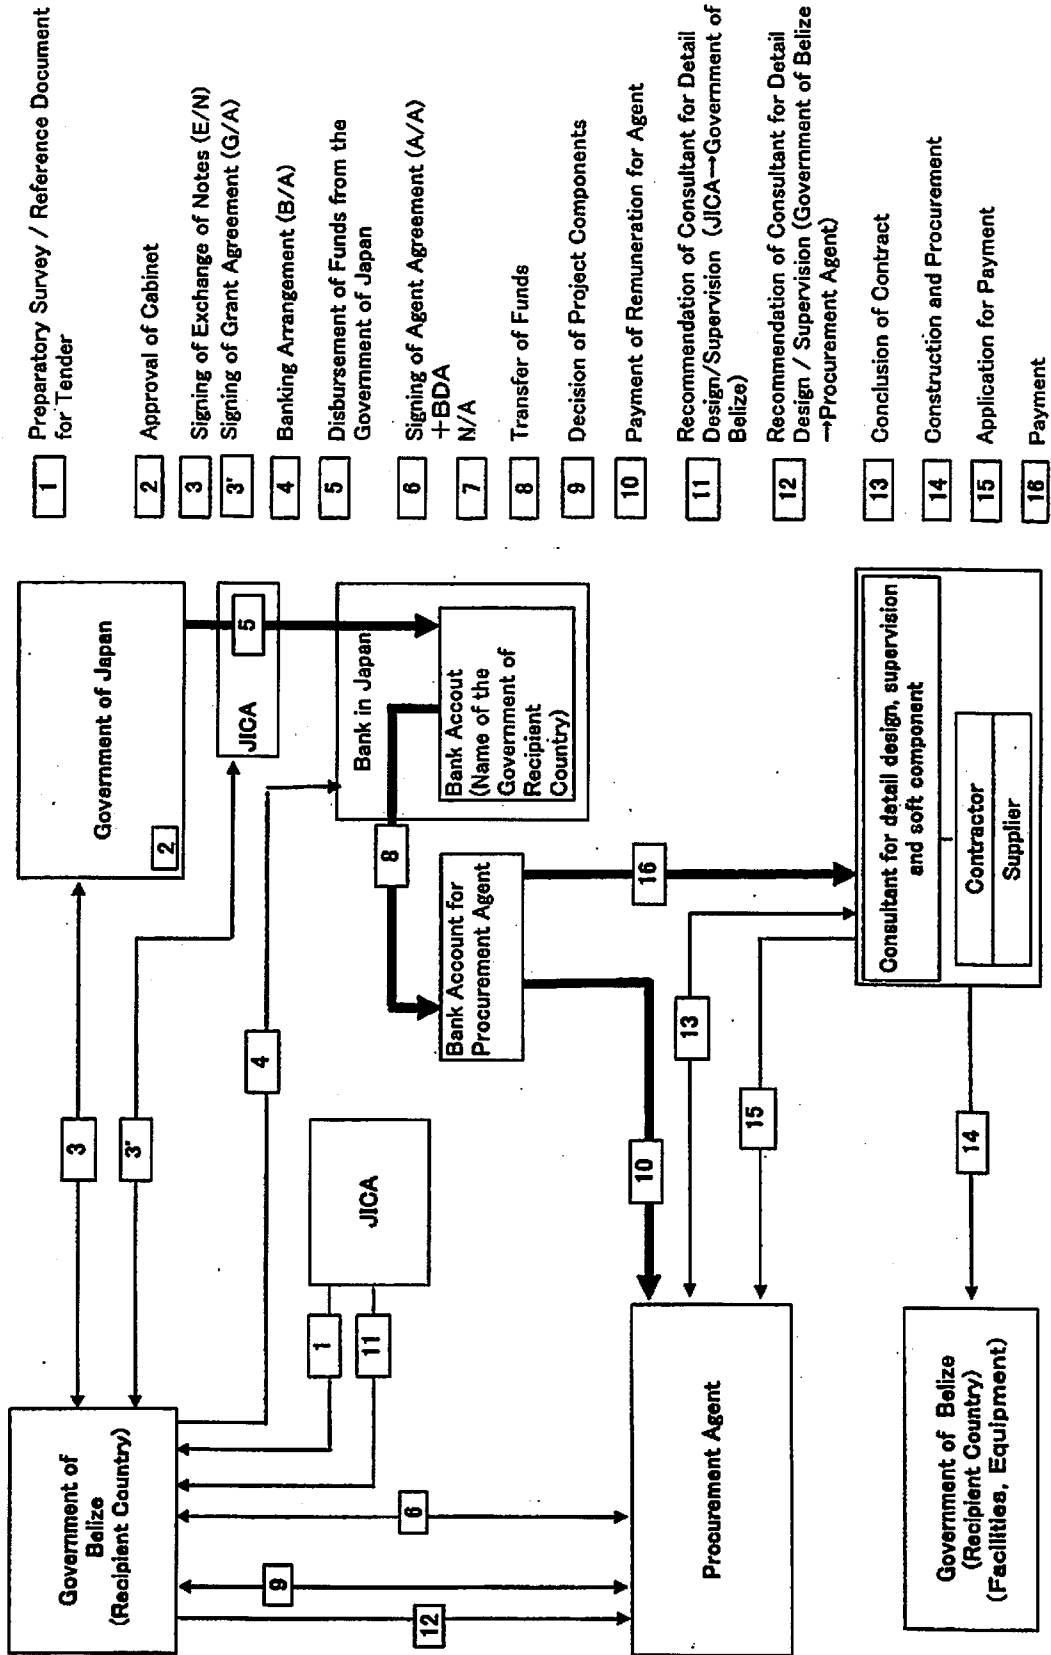 Government of
Belize
(Recipient Country)
3
3'
4
Government of Japan
2
JICA
5
1
11
JICA
6
9
12
Bank in Japan
Bank Accout
(Name of the
Government of
Recipient
Country)
8
Bank Account for
Procurement Agent
10
16
13
15
Procurement Agent
Consultant for detail design, supervision
and soft component
Contractor
Supplier
14
Government of Belize
(Recipient Country)
(Facilities, Equipment)
1 Preparatory Survey / Reference Document
for Tender
2 Approval of Cabinet
3 Signing of Exchange of Notes (E/N)
3' Signing of Grant Agreement (G/A)
4 Banking Arrangement (B/A)
5 Disbursement of Funds from the
Government of Japan
6 Signing of Agent Agreement (A/A)
+BDA
7 N/A
8 Transfer of Funds
9 Decision of Project Components
10 Payment of Remuneration for Agent
11 Recommendation of Consultant for Detail
Design/Supervision (JICA→Government of
Belize)
12 Recommendation of Consultant for Detail
Design / Supervision (Government of Belize
→Procurement Agent)
13 Conclusion of Contract
14 Construction and Procurement
15 Application for Payment
16 Payment